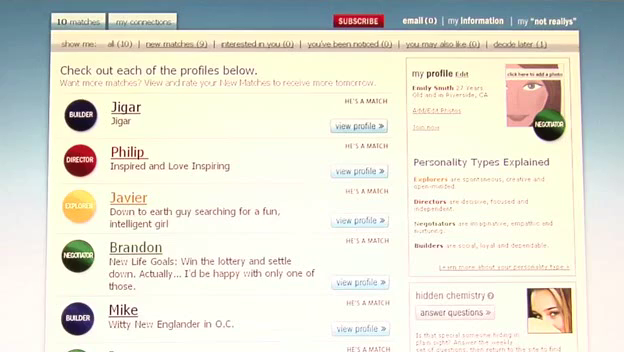 10 matches
my connections
SUBSCRIBE
email (0) | my information | my "not reallys"
show me: all (10) | new matches (9) | interested in you (0) | you've been noticed (0) | you may also like (0) | decide later (1)
Check out each of the profiles below.
Want more matches? View and rate your New Matches to receive more tomorrow.
BUILDER
Jigar
Jigar
HE'S A MATCH
view profile »
DIRECTOR
Philip
Inspired and Love Inspiring
HE'S A MATCH
view profile »
EXPLORER
Javier
Down to earth guy searching for a fun,
intelligent girl
HE'S A MATCH
view profile »
NEGOTIATOR
Brandon
New Life Goals: Win the lottery and settle
down. Actually... I'd be happy with only one of
those.
HE'S A MATCH
view profile »
BUILDER
Mike
Witty New Englander in O.C.
HE'S A MATCH
view profile »
my profile Edit
Emily Smith 27 Years
Old and in Riverside, CA
Add/Edit Photos
click here to add a photo
NEGOTIATOR
Personality Types Explained
Explorers are spontaneous, creative and
open-minded.
Directors are decisive, focused and
independent.
Negotiators are imaginative, empathic and
nurturing.
Builders are social, loyal and dependable.
Learn more about your personality type >
hidden chemistry ?
answer questions »
Is that special someone hiding in
plain sight? Answer the weekly
set of questions, then return to the site to find